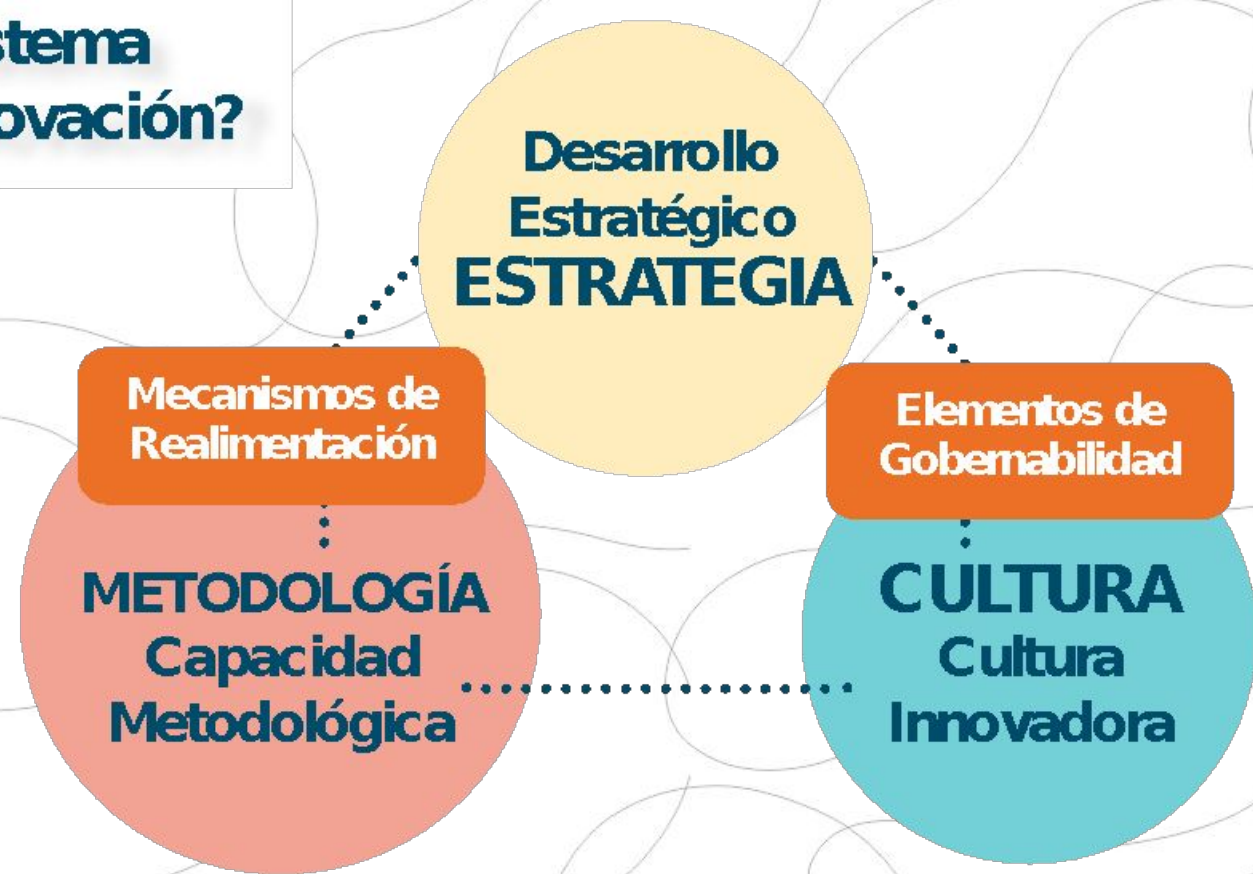 stema
ovación?
Desarrollo
Estratégico
ESTRATEGIA
Mecanismos de
Realimentación
Elementos de
Gobernabilidad
METODOLOGÍA
Capacidad
Metodológica
CULTURA
Cultura
Innovadora